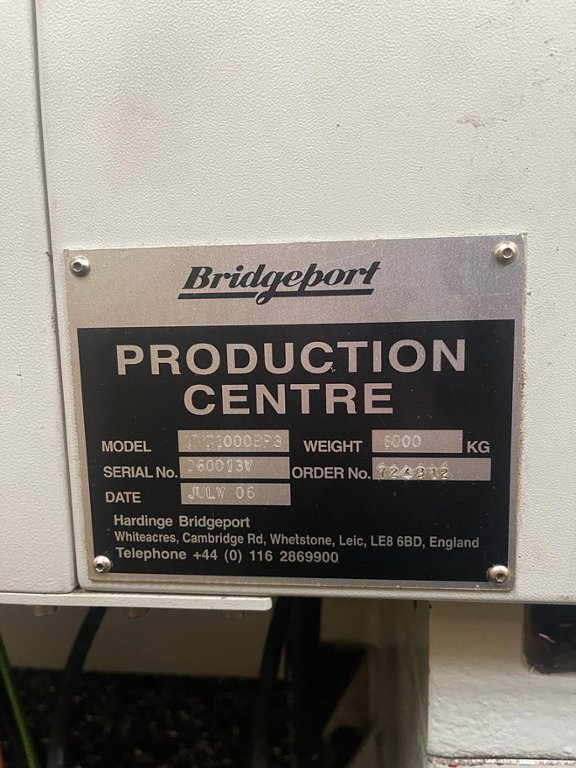 Bridgeport
PRODUCTION
CENTRE
MODEL WEIGHT KG
SERIAL No. ORDER No.
DATE JULY 06
Hardinge Bridgeport
Whiteacres, Cambridge Rd, Whetstone, Leic, LE8 6BD, England
Telephone +44 (0) 116 2869900